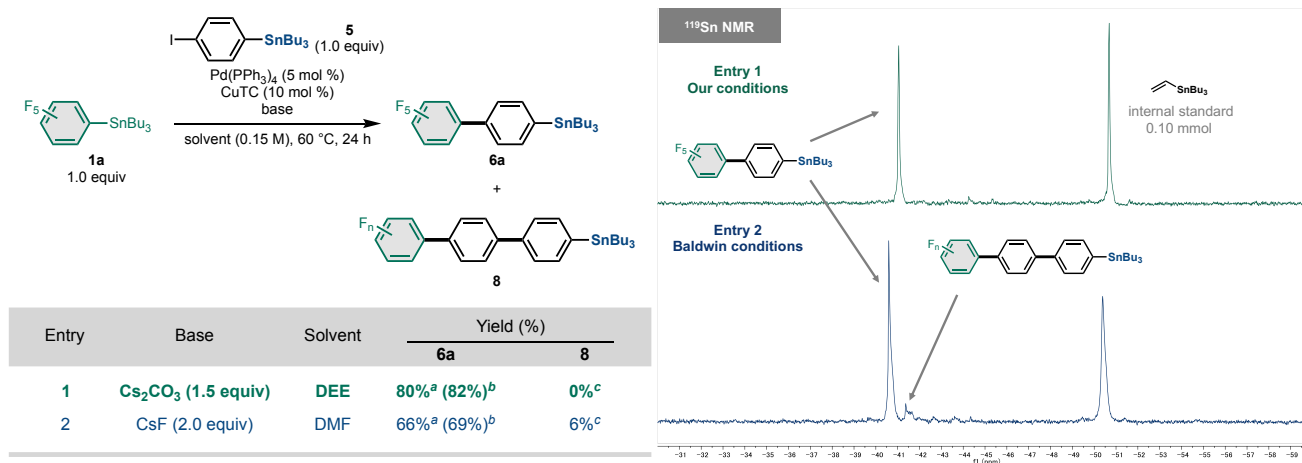 5
I
SnBu₃
(1.0 equiv)
Pd(PPh₃)₄ (5 mol %)
CuTC (10 mol %)
base
solvent (0.15 M), 60 °C, 24 h
F₅
SnBu₃
1a
1.0 equiv
F₅
SnBu₃
6a
+
Fₙ
SnBu₃
8
Entry Base Solvent Yield (%)
6a 8
1 Cs₂CO₃ (1.5 equiv) DEE 80%ᵃ (82%)ᵇ 0%ᶜ
2 CsF (2.0 equiv) DMF 66%ᵃ (69%)ᵇ 6%ᶜ
¹¹⁹Sn NMR
Entry 1
Our conditions
SnBu₃
internal standard
0.10 mmol
F₅
SnBu₃
Entry 2
Baldwin conditions
Fₙ
SnBu₃
-31 -32 -33 -34 -35 -36 -37 -38 -39 -40 -41 -42 -43 -44 -45 -46 -47 -48 -49 -50 -51 -52 -53 -54 -55 -56 -57 -58 -59
f1 (ppm)